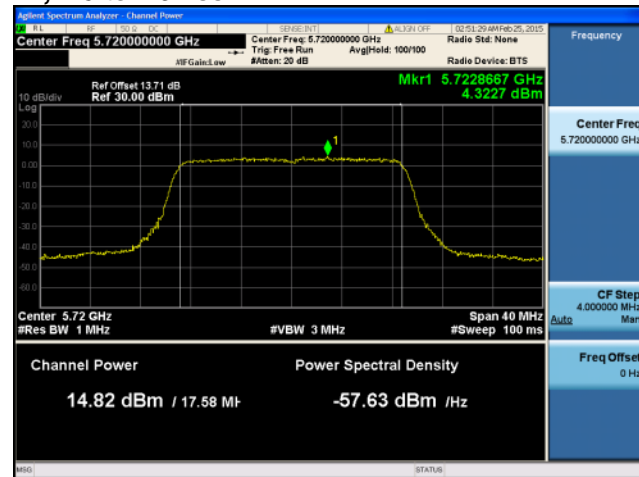 Agilent Spectrum Analyzer - Channel Power
RL RF 50 Ω DC SENSE:INT ALIGN OFF 02:51:29 AM Feb 25, 2015
Center Freq 5.720000000 GHz
Center Freq: 5.720000000 GHz Radio Std: None
Trig: Free Run Avg|Hold: 100/100
#IFGain:Low #Atten: 20 dB Radio Device: BTS
Frequency
Mkr1 5.7228667 GHz
4.3227 dBm
Ref Offset 13.71 dB
10 dB/div Ref 30.00 dBm
Log
20.0
10.0
0.00
-10.0
-20.0
-30.0
-40.0
-50.0
-60.0
1
Center 5.72 GHz Span 40 MHz
#Res BW 1 MHz #VBW 3 MHz #Sweep 100 ms
Channel Power Power Spectral Density
14.82 dBm / 17.58 MH -57.63 dBm /Hz
Center Freq
5.720000000 GHz
CF Step
4.000000 MHz
Auto Man
Freq Offset
0 Hz
MSG STATUS